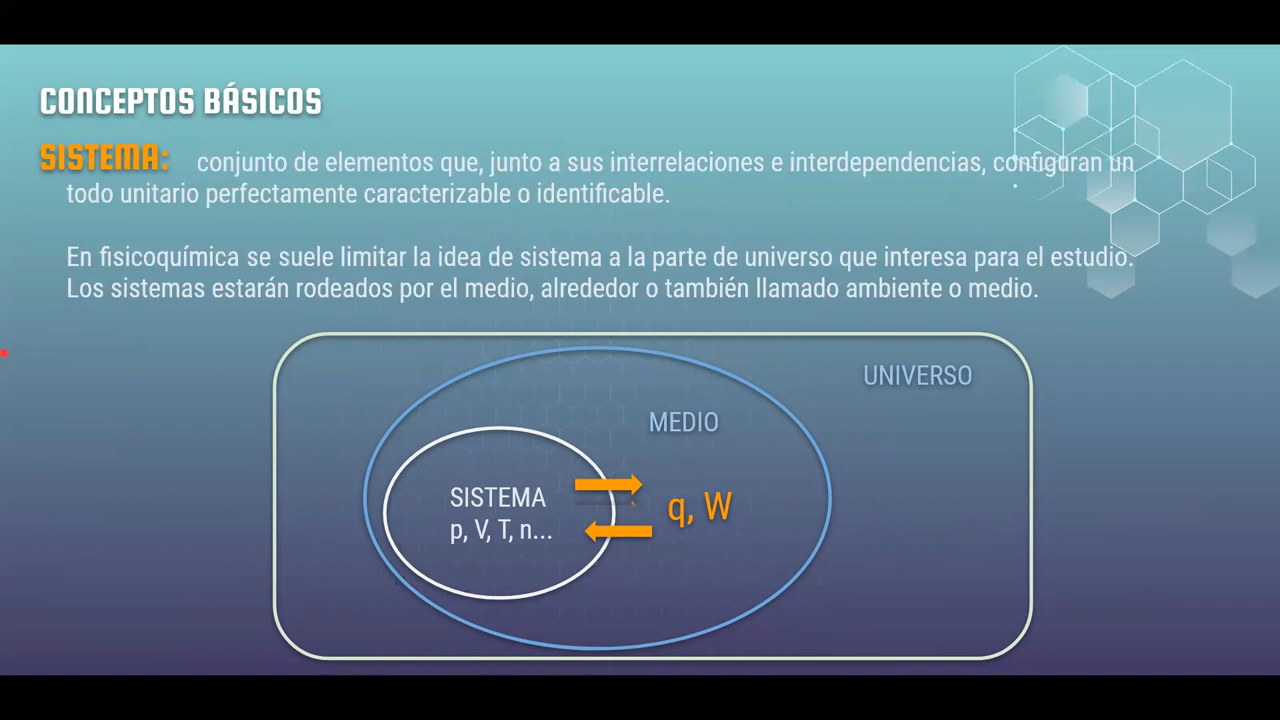 CONCEPTOS BÁSICOS
SISTEMA: conjunto de elementos que, junto a sus interrelaciones e interdependencias, configuran un
todo unitario perfectamente caracterizable o identificable.
En fisicoquímica se suele limitar la idea de sistema a la parte de universo que interesa para el estudio.
Los sistemas estarán rodeados por el medio, alrededor o también llamado ambiente o medio.
UNIVERSO
MEDIO
SISTEMA
p, V, T, n...
q, W